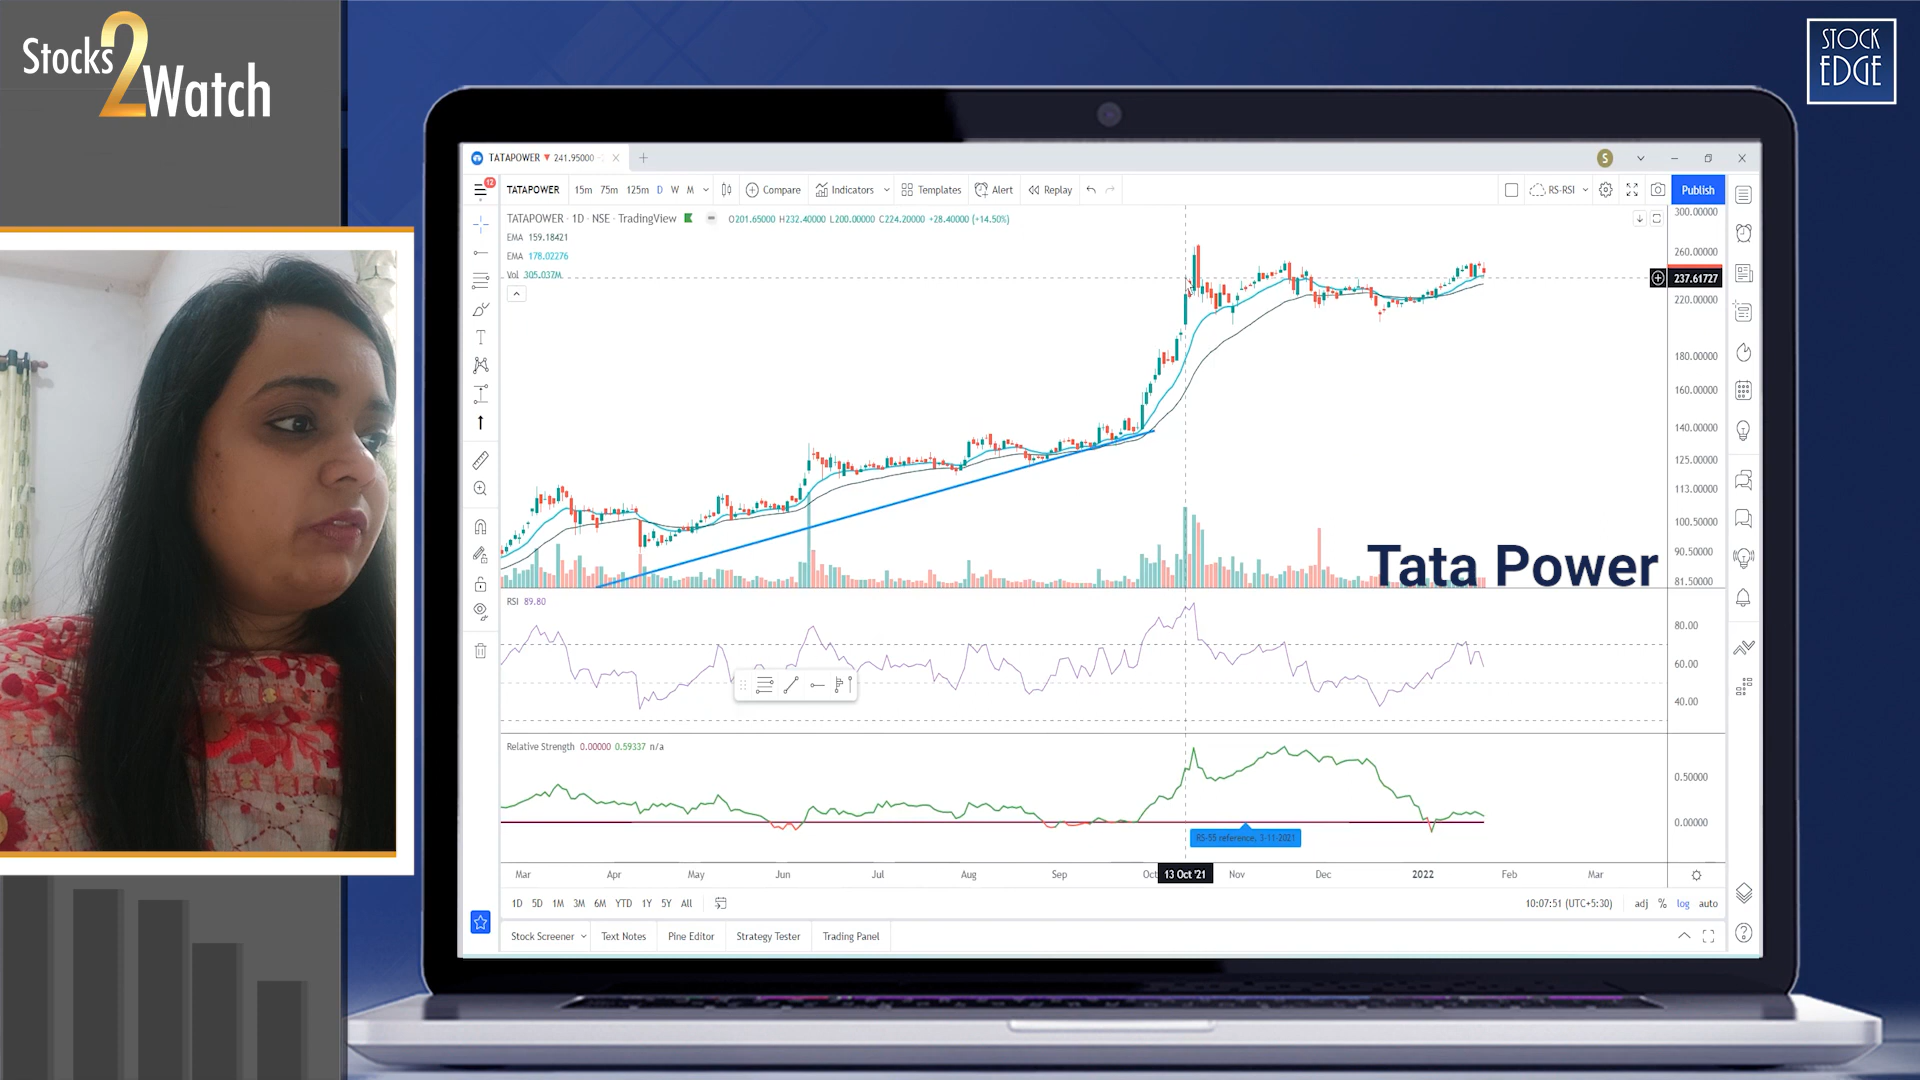 Stocks 2 Watch
STOCK
EDGE
TATAPOWER ▼ 241.95000
S
12
TATAPOWER 15m 75m 125m D W M Compare Indicators Templates Alert Replay RS-RSI Publish
TATAPOWER · 1D · NSE · TradingView O201.65000 H232.40000 L200.00000 C224.20000 +28.40000 (+14.50%)
EMA 159.18421
EMA 178.02276
Vol 305.037M
300.00000
260.00000
237.61727
220.00000
180.00000
160.00000
140.00000
125.00000
113.00000
100.50000
90.50000
81.50000
Tata Power
RSI 89.80
80.00
60.00
40.00
Relative Strength 0.00000 0.59337 n/a
0.50000
0.00000
RS-55 reference, 3-11-2021
Mar Apr May Jun Jul Aug Sep Oct 13 Oct '21 Nov Dec 2022 Feb Mar
1D 5D 1M 3M 6M YTD 1Y 5Y All 10:07:51 (UTC+5:30) adj % log auto
Stock Screener Text Notes Pine Editor Strategy Tester Trading Panel